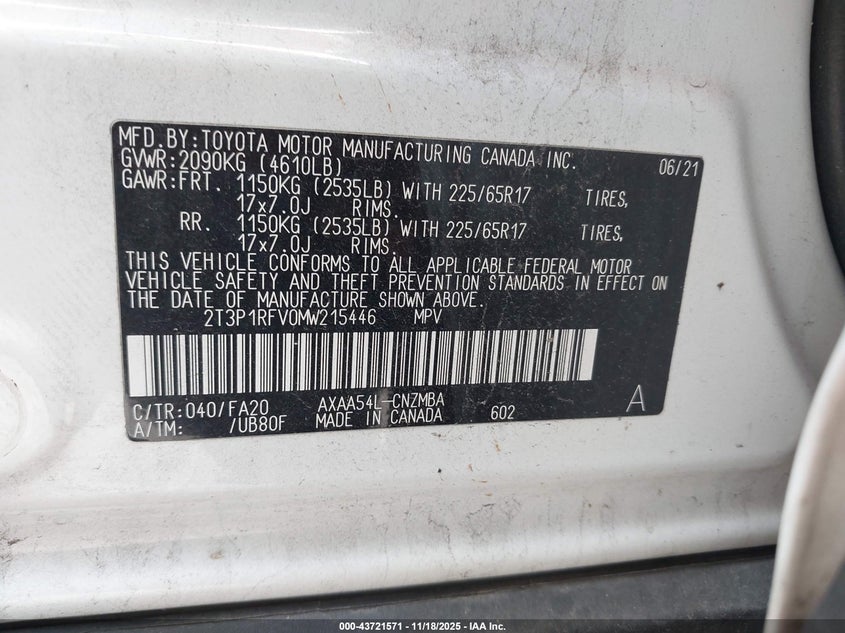 MFD.BY:TOYOTA MOTOR MANUFACTURING CANADA INC. 06/21
GVWR:2090KG (4610LB)
GAWR:FRT. 1150KG (2535LB) WITH 225/65R17 TIRES,
17x7.0J RIMS.
RR. 1150KG (2535LB) WITH 225/65R17 TIRES,
17x7.0J RIMS.
THIS VEHICLE CONFORMS TO ALL APPLICABLE FEDERAL MOTOR
VEHICLE SAFETY AND THEFT PREVENTION STANDARDS IN EFFECT ON
THE DATE OF MANUFACTURE SHOWN ABOVE.
2T3P1RFV0MW215446 MPV
C/TR:040/FA20 AXAA54L-CNZMBA
A/TM: /UB80F MADE IN CANADA 602 A
000-43721571 — 11/18/2025 — IAA Inc.